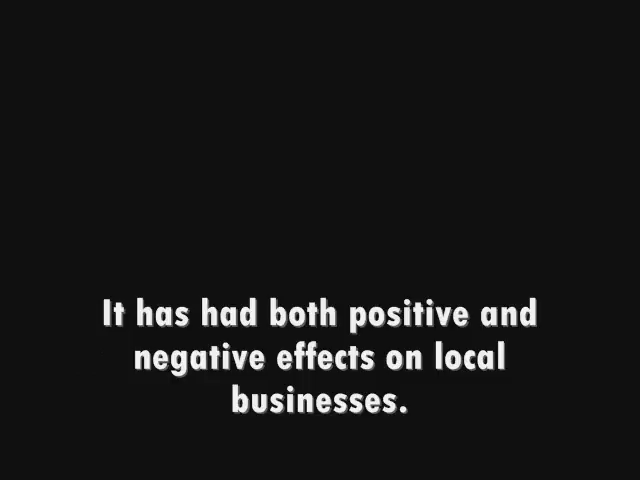 It has had both positive and
negative effects on local
businesses.